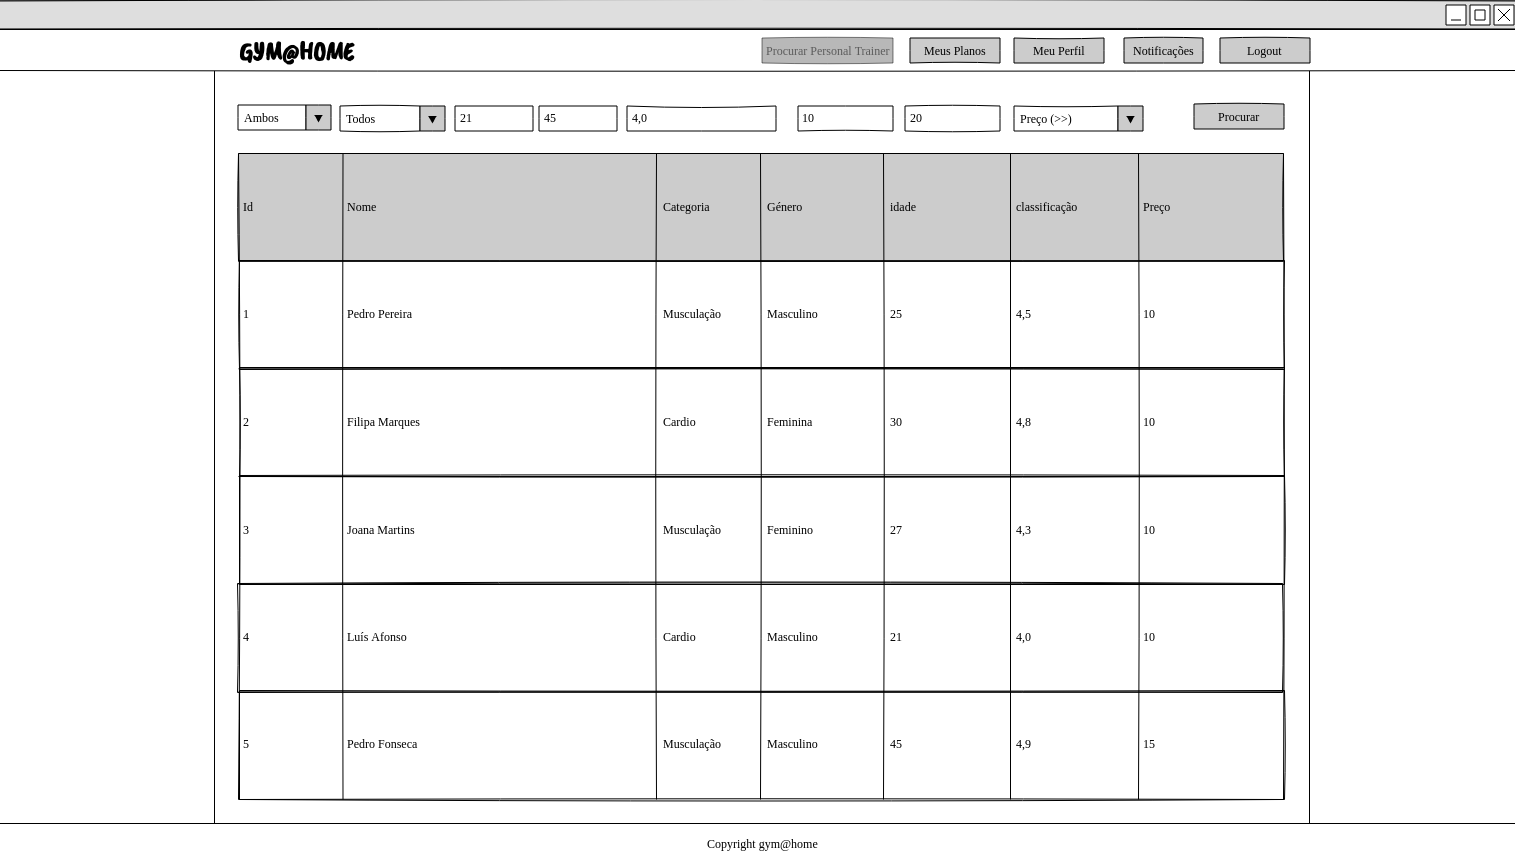 GYM@HOME Procurar Personal Trainer Meus Planos Meu Perfil Notificações Logout
Ambos Todos 21 45 4,0 10 20 Preço (>>) Procurar
Id Nome Categoria Género idade classificação Preço
1 Pedro Pereira Musculação Masculino 25 4,5 10
2 Filipa Marques Cardio Feminina 30 4,8 10
3 Joana Martins Musculação Feminino 27 4,3 10
4 Luís Afonso Cardio Masculino 21 4,0 10
5 Pedro Fonseca Musculação Masculino 45 4,9 15
Copyright gym@home